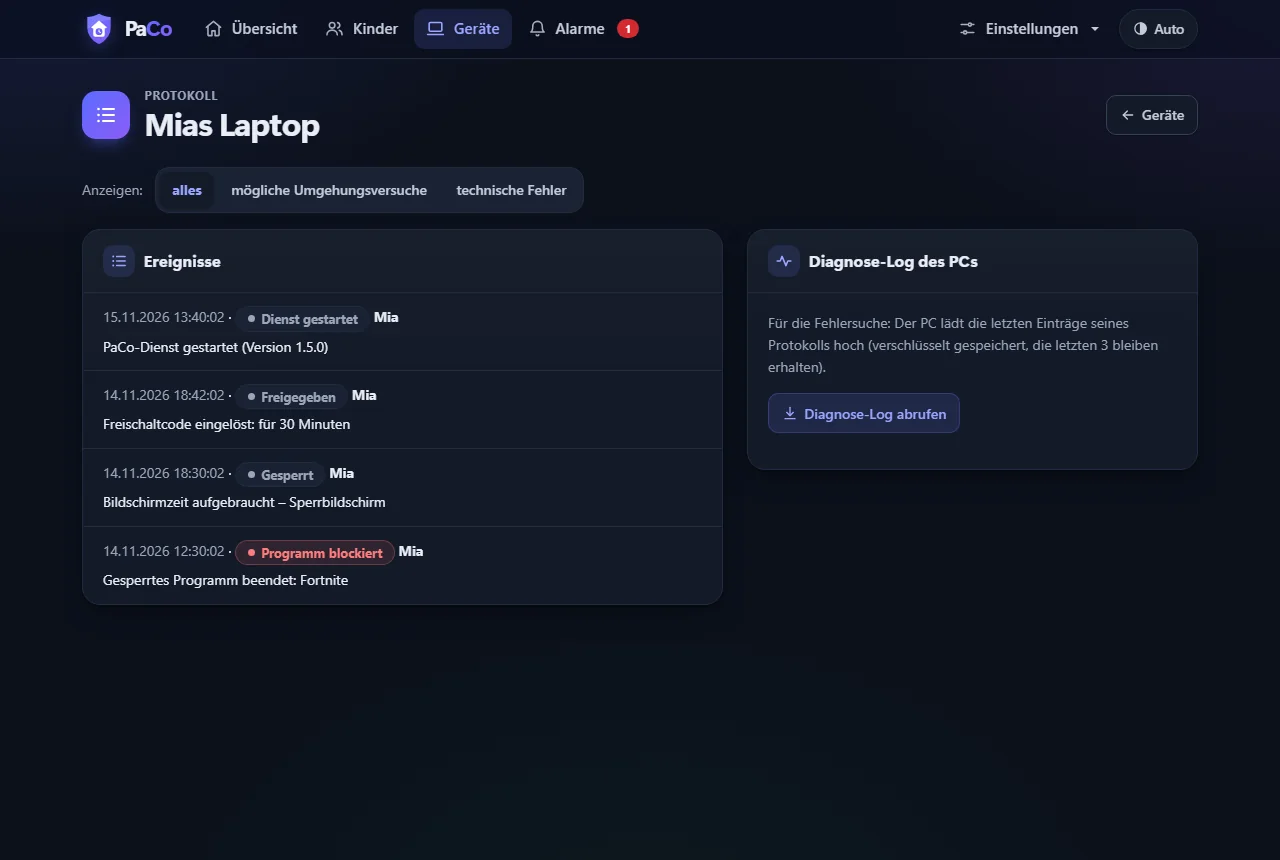 PaCo
Übersicht
Kinder
Geräte
Alarme 1
Einstellungen
Auto
PROTOKOLL
Mias Laptop
Geräte
Anzeigen: alles mögliche Umgehungsversuche technische Fehler
Ereignisse
15.11.2026 13:40:02 · Dienst gestartet Mia
PaCo-Dienst gestartet (Version 1.5.0)
14.11.2026 18:42:02 · Freigegeben Mia
Freischaltcode eingelöst: für 30 Minuten
14.11.2026 18:30:02 · Gesperrt Mia
Bildschirmzeit aufgebraucht – Sperrbildschirm
14.11.2026 12:30:02 · Programm blockiert Mia
Gesperrtes Programm beendet: Fortnite
Diagnose-Log des PCs
Für die Fehlersuche: Der PC lädt die letzten Einträge seines
Protokolls hoch (verschlüsselt gespeichert, die letzten 3 bleiben
erhalten).
Diagnose-Log abrufen